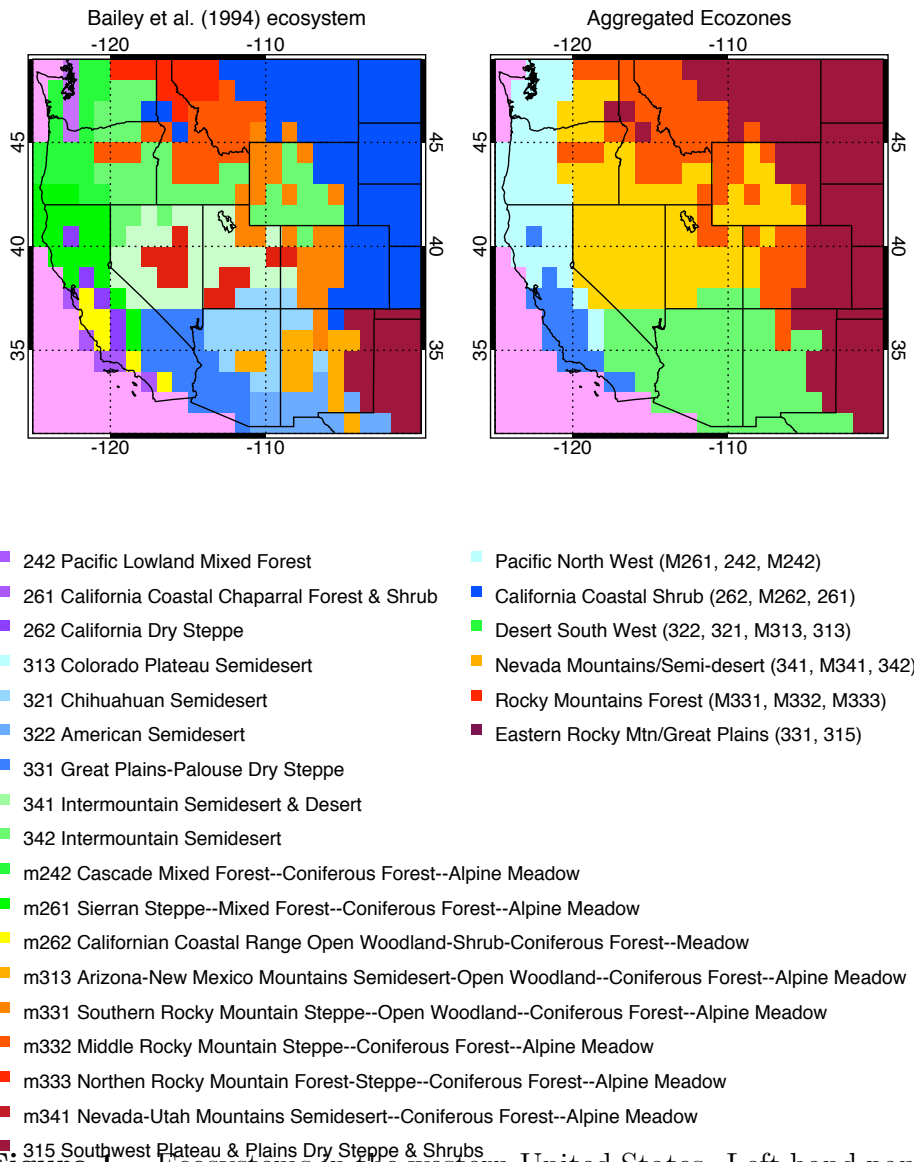 Bailey et al. (1994) ecosystem
-120 -110
45
40
35
-120 -110
Aggregated Ecozones
-120 -110
45 45
40 40
35 35
-120 -110
242 Pacific Lowland Mixed Forest
261 California Coastal Chaparral Forest & Shrub
262 California Dry Steppe
313 Colorado Plateau Semidesert
321 Chihuahuan Semidesert
322 American Semidesert
331 Great Plains-Palouse Dry Steppe
341 Intermountain Semidesert & Desert
342 Intermountain Semidesert
m242 Cascade Mixed Forest--Coniferous Forest--Alpine Meadow
m261 Sierran Steppe--Mixed Forest--Coniferous Forest--Alpine Meadow
m262 Californian Coastal Range Open Woodland-Shrub-Coniferous Forest--Meadow
m313 Arizona-New Mexico Mountains Semidesert-Open Woodland--Coniferous Forest--Alpine Meadow
m331 Southern Rocky Mountain Steppe--Open Woodland--Coniferous Forest--Alpine Meadow
m332 Middle Rocky Mountain Steppe--Coniferous Forest--Alpine Meadow
m333 Northen Rocky Mountain Forest-Steppe--Coniferous Forest--Alpine Meadow
m341 Nevada-Utah Mountains Semidesert--Coniferous Forest--Alpine Meadow
315 Southwest Plateau & Plains Dry Steppe & Shrubs
Pacific North West (M261, 242, M242)
California Coastal Shrub (262, M262, 261)
Desert South West (322, 321, M313, 313)
Nevada Mountains/Semi-desert (341, M341, 342)
Rocky Mountains Forest (M331, M332, M333)
Eastern Rocky Mtn/Great Plains (331, 315)
Ecosystems in the western United States. Left-hand